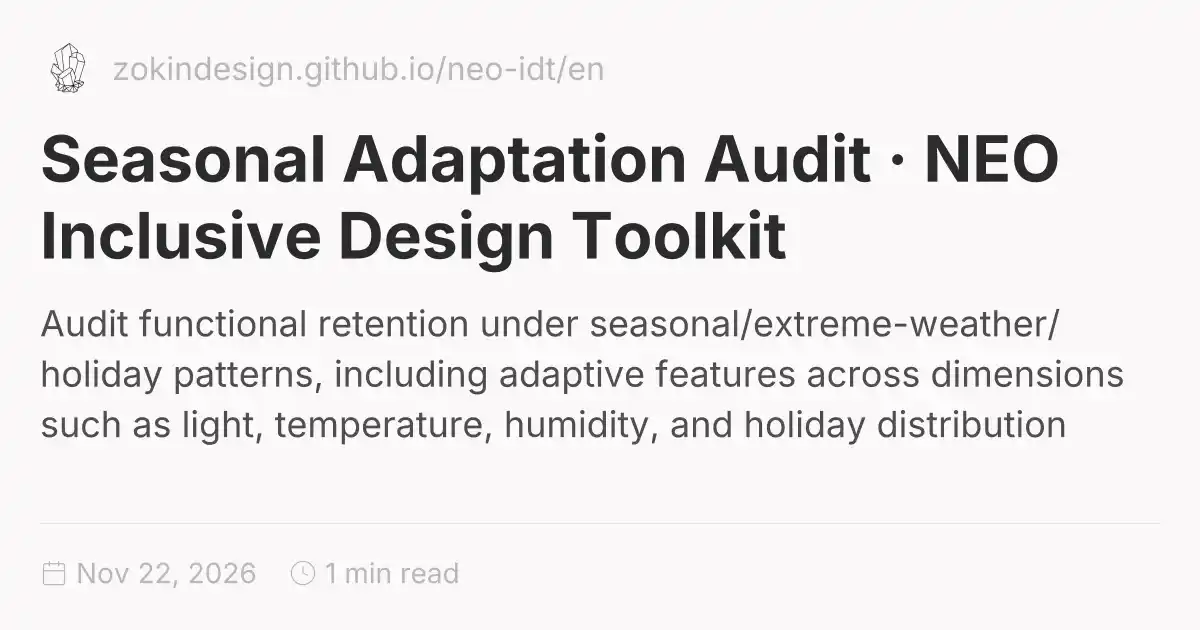 zokindesign.github.io/neo-idt/en
Seasonal Adaptation Audit · NEO
Inclusive Design Toolkit
Audit functional retention under seasonal/extreme-weather/
holiday patterns, including adaptive features across dimensions
such as light, temperature, humidity, and holiday distribution
Nov 22, 2026 1 min read